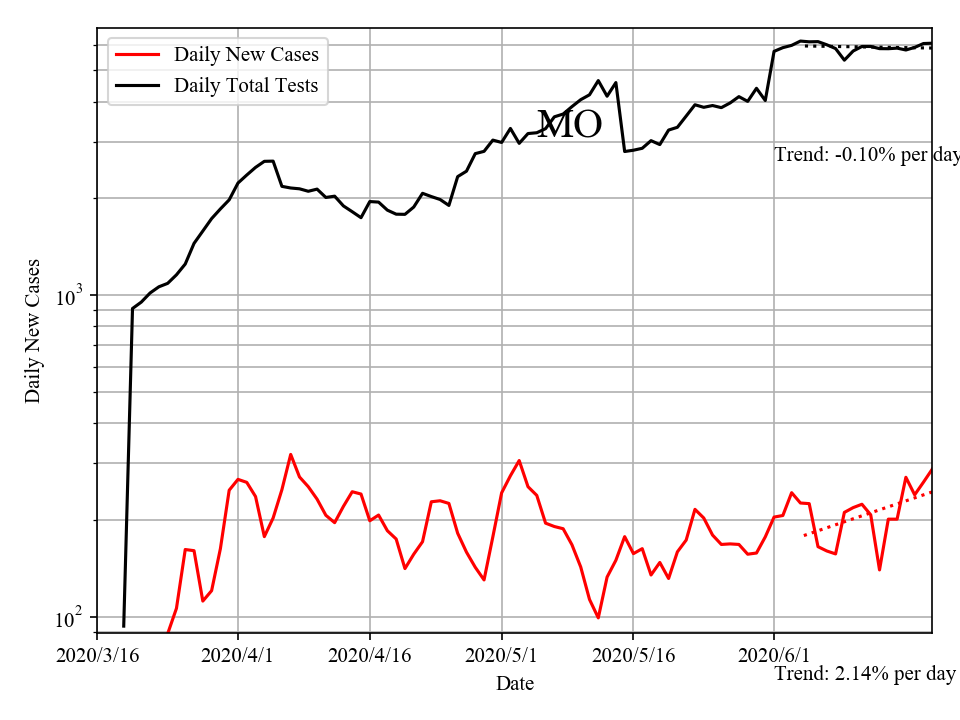 Daily New Cases
Daily Total Tests
MO
Trend: -0.10% per day
10³
10²
Daily New Cases
2020/3/16
2020/4/1
2020/4/16
2020/5/1
2020/5/16
2020/6/1
Date
Trend: 2.14% per day